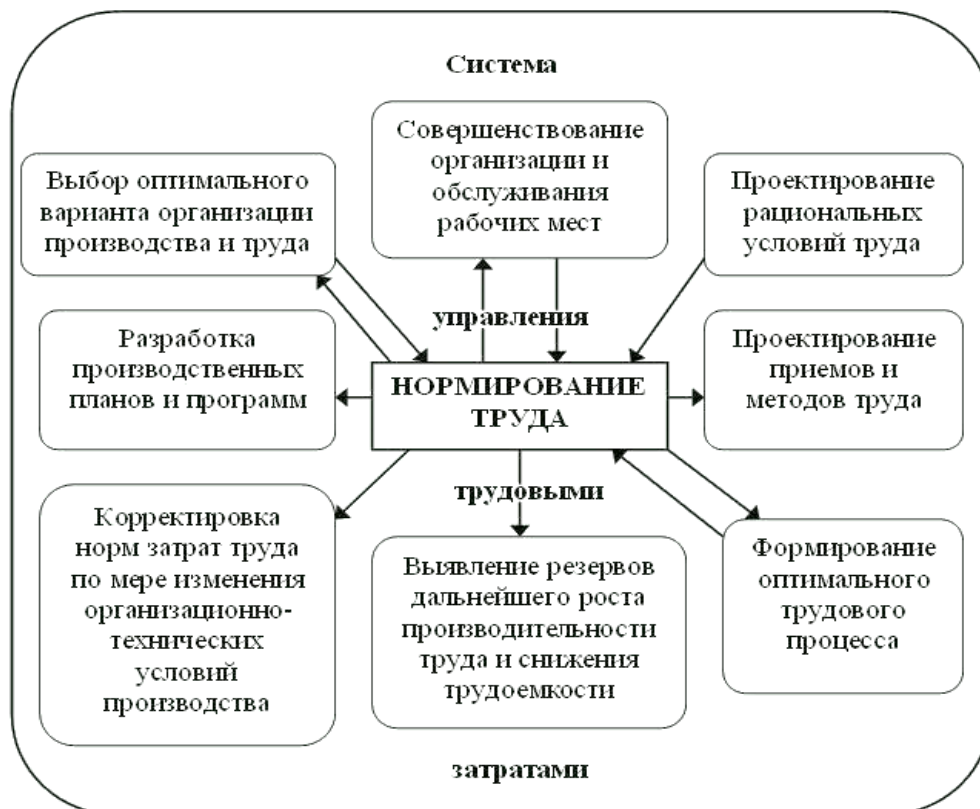 Система
Выбор оптимального
варианта организации
производства и труда
Совершенствование
организации и
обслуживания
рабочих мест
Проектирование
рациональных
условий труда
управления
Разработка
производственных
планов и программ
НОРМИРОВАНИЕ
ТРУДА
Проектирование
приемов и
методов труда
трудовыми
Корректировка
норм затрат труда
по мере изменения
организационно-
технических
условий
производства
Выявление резервов
дальнейшего роста
производительности
труда и снижения
трудоемкости
Формирование
оптимального
трудового
процесса
затратами